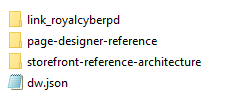 link_royalcyberpd
page-designer-reference
storefront-reference-architecture
dw.json